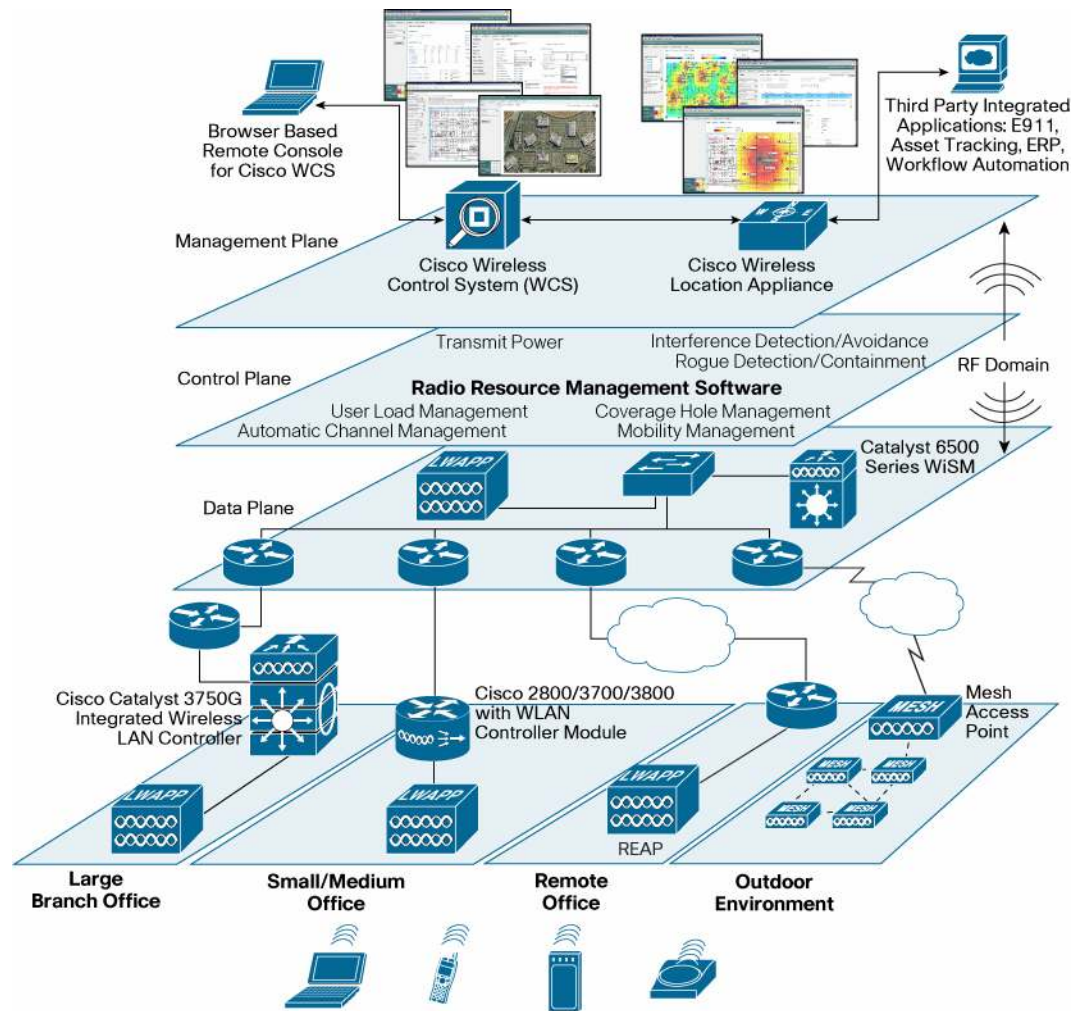 Browser Based
Remote Console
for Cisco WCS
Third Party Integrated
Applications: E911,
Asset Tracking, ERP,
Workflow Automation
Management Plane
Cisco Wireless
Control System (WCS)
Cisco Wireless
Location Appliance
Transmit Power
Interference Detection/Avoidance
Rogue Detection/Containment
Control Plane
RF Domain
Radio Resource Management Software
User Load Management
Coverage Hole Management
Automatic Channel Management
Mobility Management
LWAPP
Catalyst 6500
Series WiSM
Data Plane
Cisco Catalyst 3750G
Integrated Wireless
LAN Controller
Cisco 2800/3700/3800
with WLAN
Controller Module
MESH
Mesh
Access
Point
MESH
MESH
MESH
MESH
LWAPP
LWAPP
LWAPP
REAP
Large
Branch Office
Small/Medium
Office
Remote
Office
Outdoor
Environment